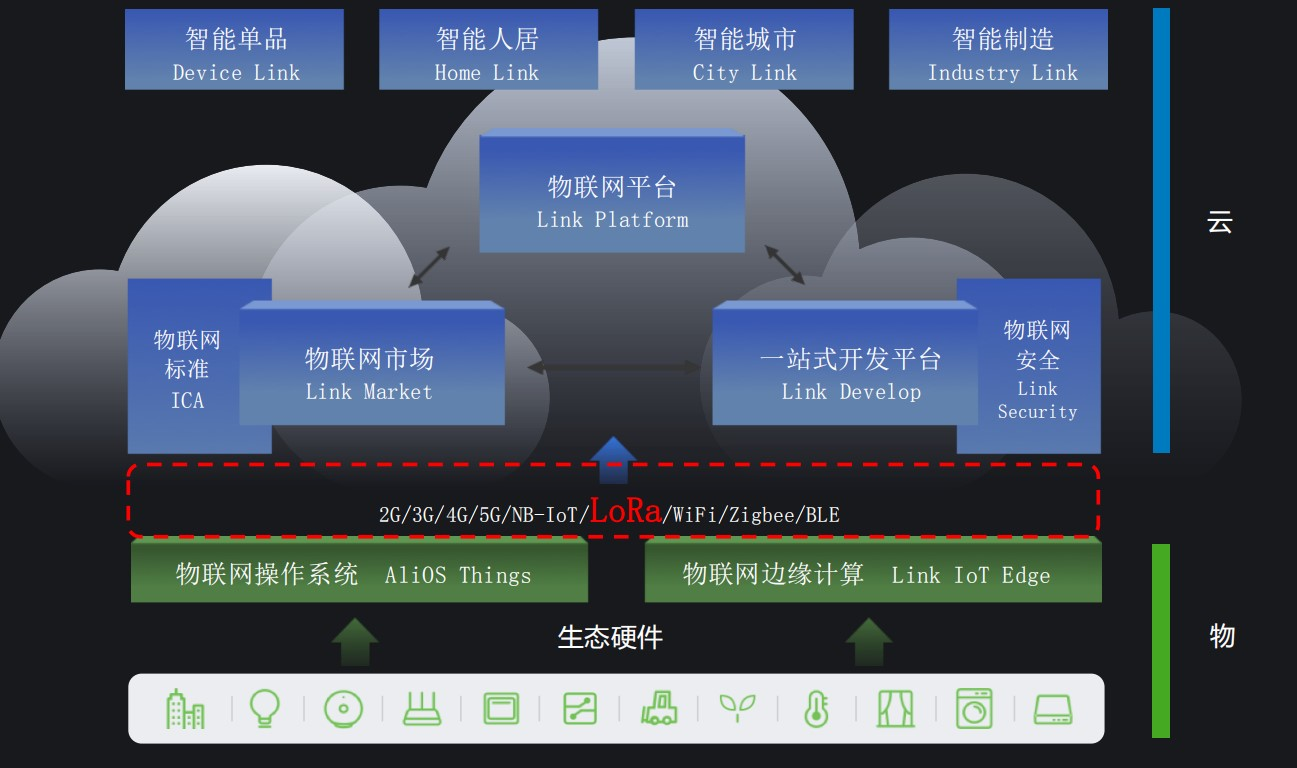 智能单品
Device Link
智能人居
Home Link
智能城市
City Link
智能制造
Industry Link
物联网平台
Link Platform
云
物联网
标准
ICA
物联网市场
Link Market
一站式开发平台
Link Develop
物联网
安全
Link
Security
2G/3G/4G/5G/NB-IoT/LoRa/WiFi/Zigbee/BLE
物联网操作系统 AliOS Things
物联网边缘计算 Link IoT Edge
生态硬件
物